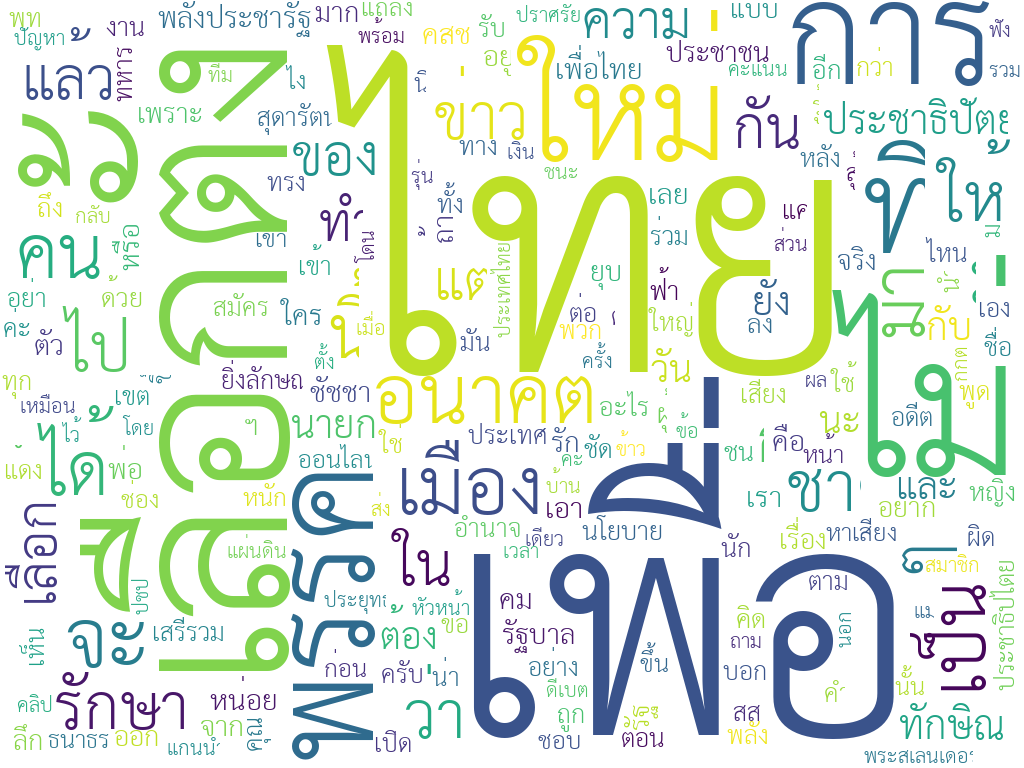 พท
พลังประชารัฐ
มาก
แถลง
ปราศรัย
ความ
แบบ
การ
ฟัง
ปัญหา
งาน
พร้อม
คสช
รับ
ประชาชน
แลว
ทหาร
ทีม
ไง
เพื่อไทย
คะแนน
อีก
กว่า
รวม
เพราะ
ข่าว
ใหม่
กัน
ประชาธิปัตย
ของ
ทาง
เงิน
หลัง
ทรง
รุ่น
ชนะ
ที
ให
ถึง
กลับ
ไทย
ทั้ง
เลย
คน
หรือ
เขา
โดน
ร่วม
ส่วน
เข้า
แต
ประเทศไทย
ยุบ
ฟ้า
จริง
ไหน
มา
อย่า
ด้วย
สมัคร
ใคร
เมื่อ
ต่อ
ใหญ่
ยัง
ลง
กับ
เอง
ค่ะ
ตัว
ไป
มัน
พวก
ครั้ง
ชื่อ
ตั้ง
ทุก
เขต
ยิ่งลักษณ
ชัชชา
อนาคต
วัน
ผล
ใช้
พูด
เหมือน
เสียง
อะไร
อดีต
ไม่
ได้
ไว้
โดย
นายก
ใช่
ประเทศ
รัก
ชัด
ข้าว
ข้อ
นะ
คือ
หน้า
แดง
พ่อ
ออนไลน
เมือง
คะ
ชน
ช่อง
หนัก
ส่ง
บ้าน
เพื่อ
เรา
ชา
และ
หญิง
เลือก
เลือกตั้ง
พรรค
อำนาจ
เอา
เดียว
นโยบาย
อยาก
แผ่นดิน
ใน
เวลา
นัก
เรื่อง
หาเสียง
ผิด
สมาชิก
ปชป
ประยุทธ
หัวหน้า
คม
ตาม
เป็น
ประชาธิปไตย
เห็น
จะ
เสรีรวม
ต้อง
ขอ
รัฐบาล
คิด
ถาม
นอก
ก่อน
ครับ
น่า
อย่าง
ขึ้น
บอก
นั้น
คลิป
รักษา
หน่อย
วา
ดีเบต
ถูก
สส
พลัง
ทักษิณ
ลึก
ธนาธร
ออก
จาก
คุณ
เปิด
ชอบ
แกนนำ